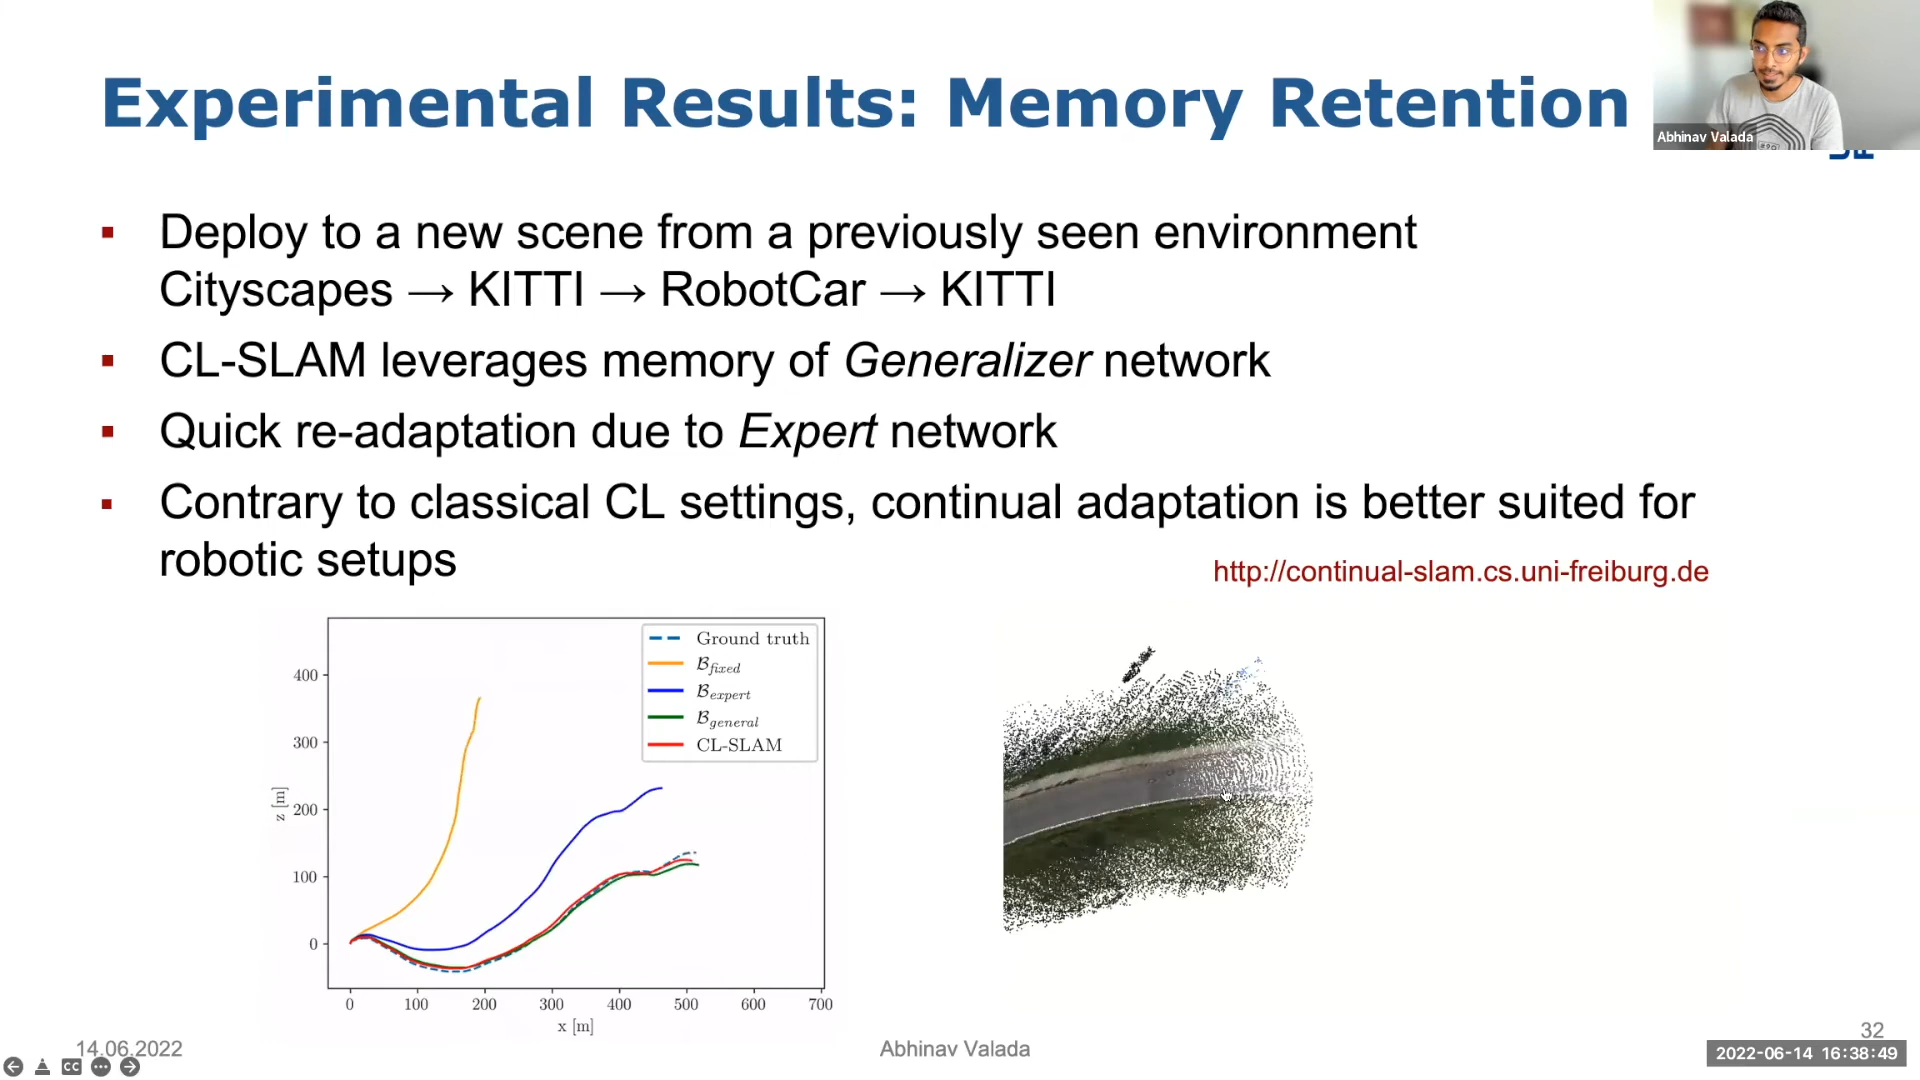 Experimental Results: Memory Retention
Abhinav Valada
Deploy to a new scene from a previously seen environment
Cityscapes → KITTI → RobotCar → KITTI
CL-SLAM leverages memory of Generalizer network
Quick re-adaptation due to Expert network
Contrary to classical CL settings, continual adaptation is better suited for
robotic setups
http://continual-slam.cs.uni-freiburg.de
Ground truth
B_fixed
B_expert
B_general
CL-SLAM
400
300
200
100
0
z [m]
0 100 200 300 400 500 600 700
x [m]
14.06.2022
Abhinav Valada
32
CC
2022-06-14 16:38:49